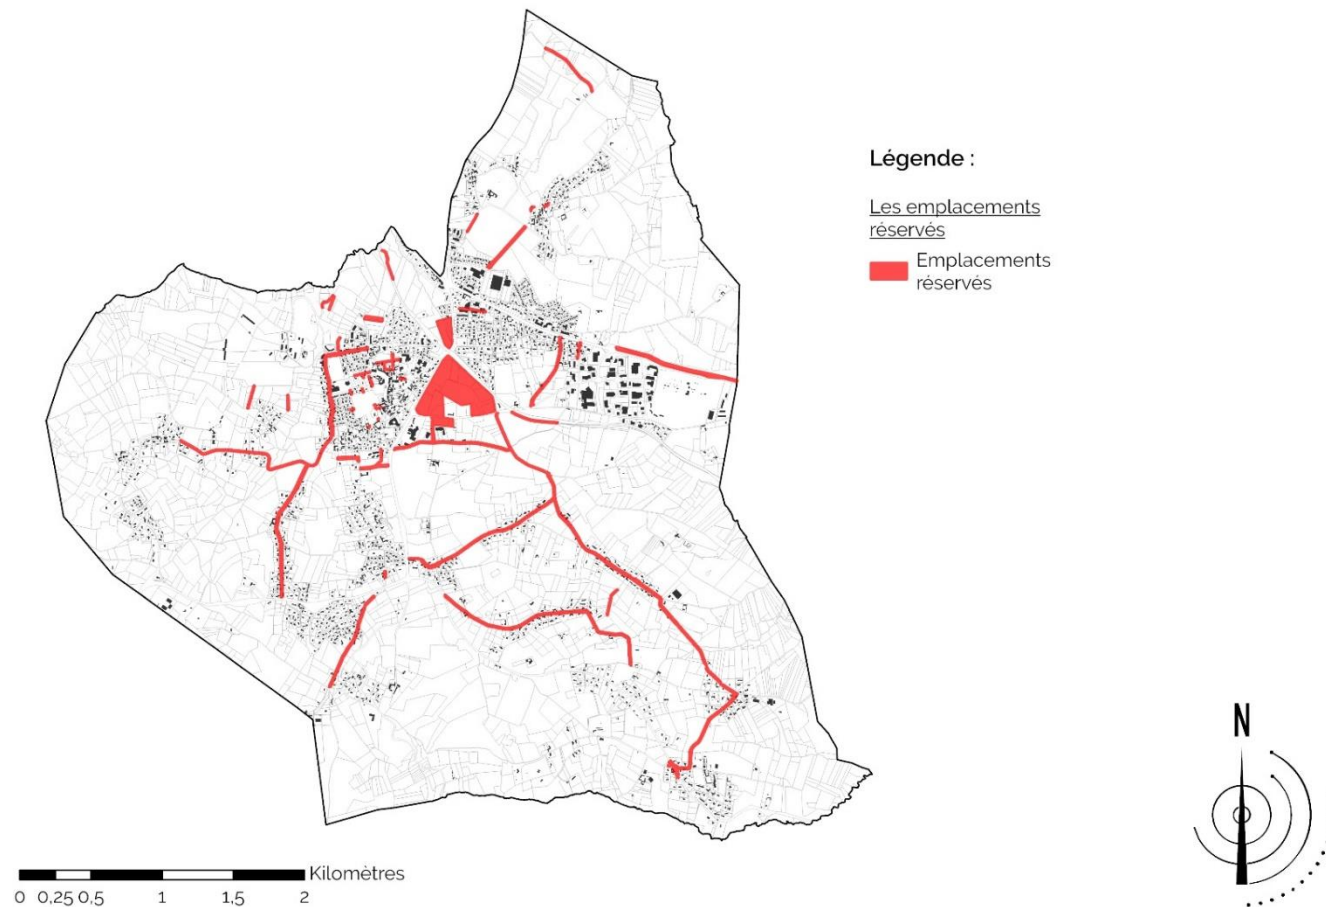 Légende :
Les emplacements
réservés
Emplacements
réservés
N
Kilomètres
0 0,25 0,5 1 1,5 2